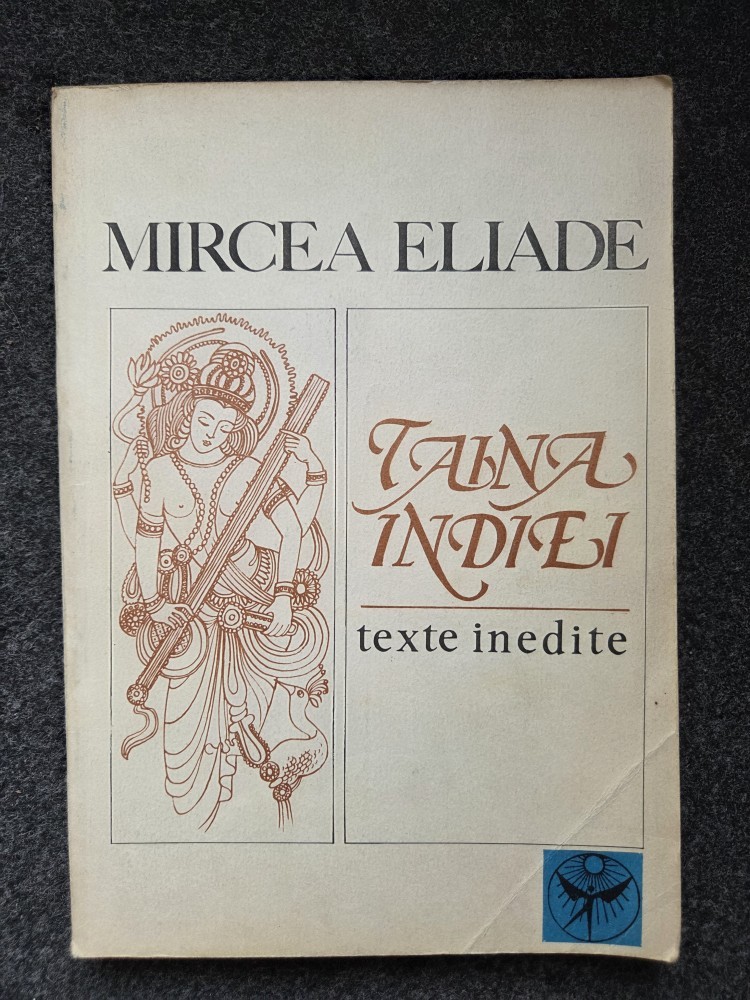 MIRCEA ELIADE
TAINA
INDIEI
texte inedite